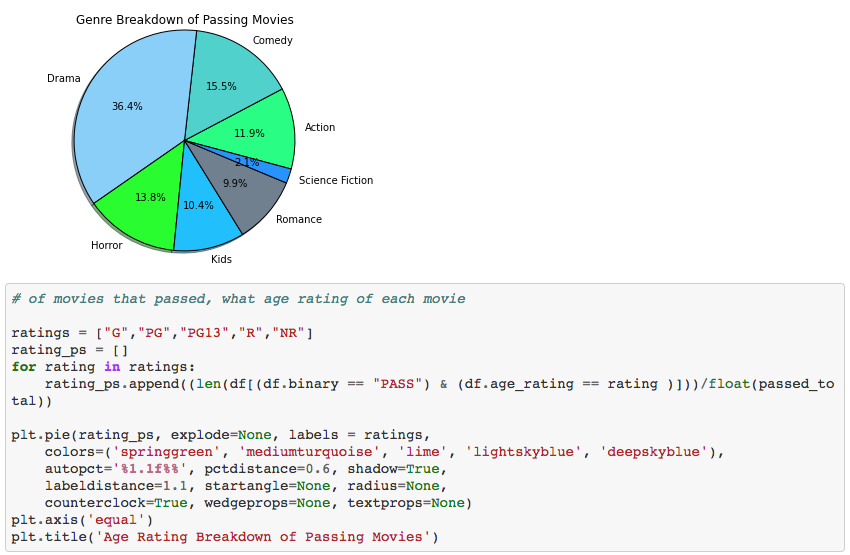 Genre Breakdown of Passing Movies
Comedy
Drama
15.5%
36.4%
Action
11.9%
2.1%
Science Fiction
9.9%
13.8%
10.4%
Romance
Horror
Kids
# of movies that passed, what age rating of each movie
ratings = ["G","PG","PG13","R","NR"]
rating_ps = []
for rating in ratings:
    rating_ps.append((len(df[(df.binary == "PASS") & (df.age_rating == rating )]))/float(passed_to
tal))
plt.pie(rating_ps, explode=None, labels = ratings,
    colors=('springgreen', 'mediumturquoise', 'lime', 'lightskyblue', 'deepskyblue'),
    autopct='%1.1f%%', pctdistance=0.6, shadow=True,
    labeldistance=1.1, startangle=None, radius=None,
    counterclock=True, wedgeprops=None, textprops=None)
plt.axis('equal')
plt.title('Age Rating Breakdown of Passing Movies')